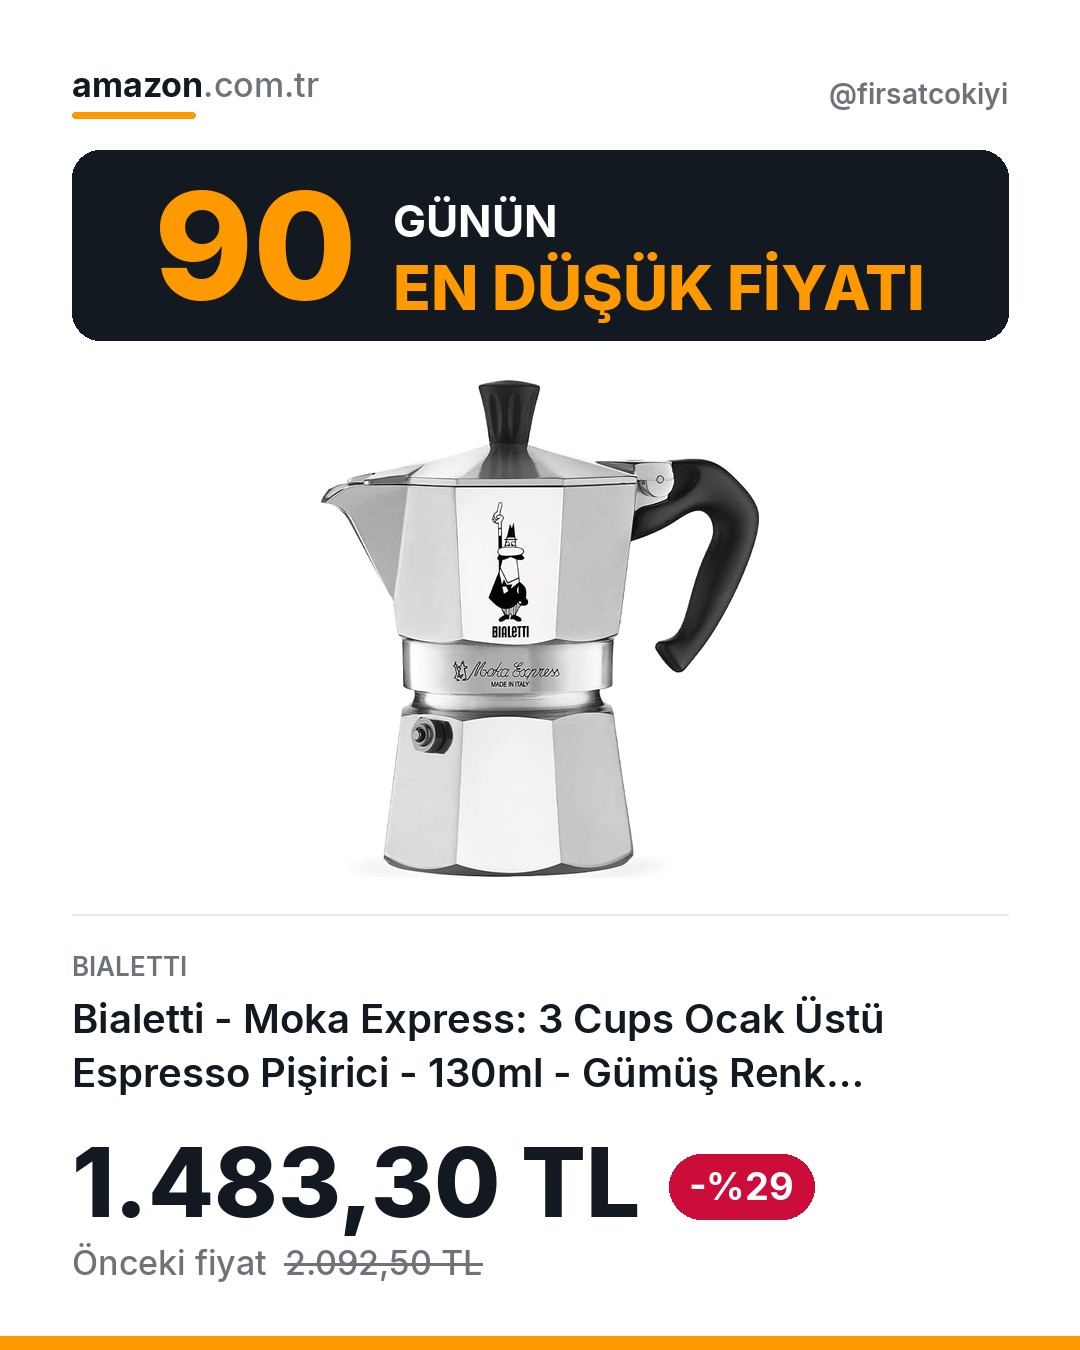 amazon.com.tr
@firsatcokiyi
90
GÜNÜN
EN DÜŞÜK FİYATI
BIALETTI
Moka Express
MADE IN ITALY
BIALETTI
Bialetti - Moka Express: 3 Cups Ocak Üstü
Espresso Pişirici - 130ml - Gümüş Renk...
1.483,30 TL
-%29
Önceki fiyat 2.092,50 TL